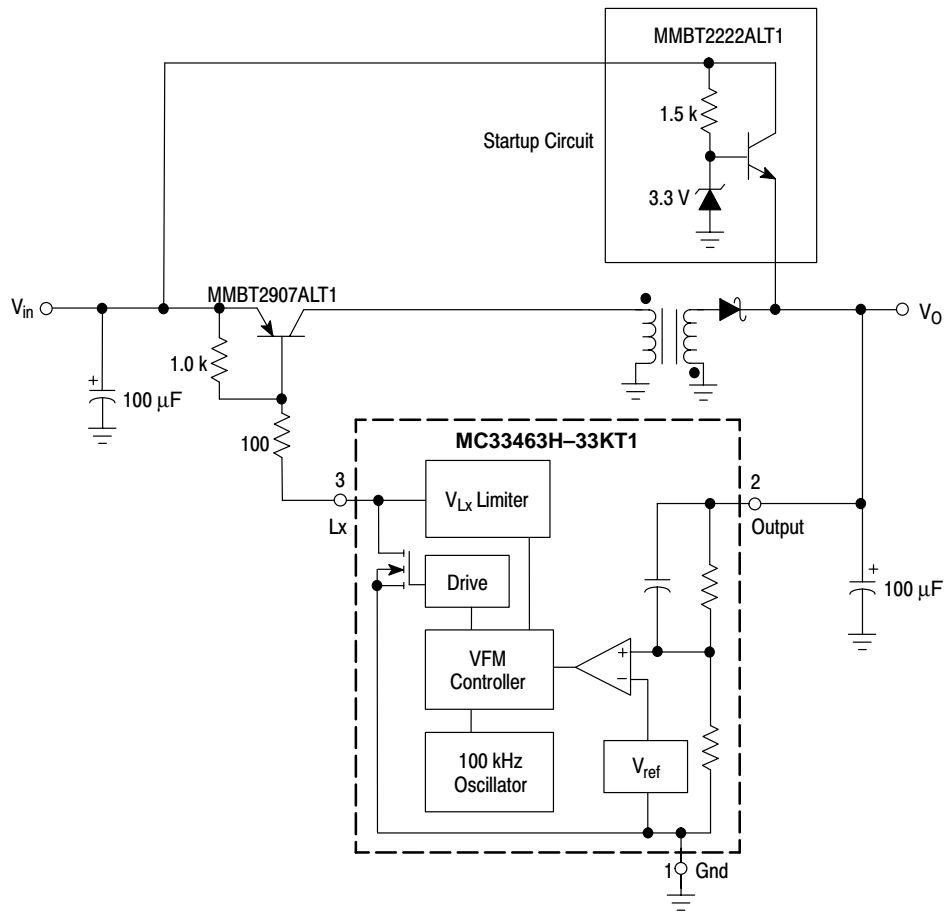 MMBT2222ALT1
1.5 k
Startup Circuit
3.3 V
Vin
MMBT2907ALT1
VO
1.0 k
+
100 μF
100
MC33463H–33KT1
3
Lx
VLx Limiter
2
Output
Drive
+
100 μF
VFM
Controller
+
–
100 kHz
Oscillator
Vref
1
Gnd